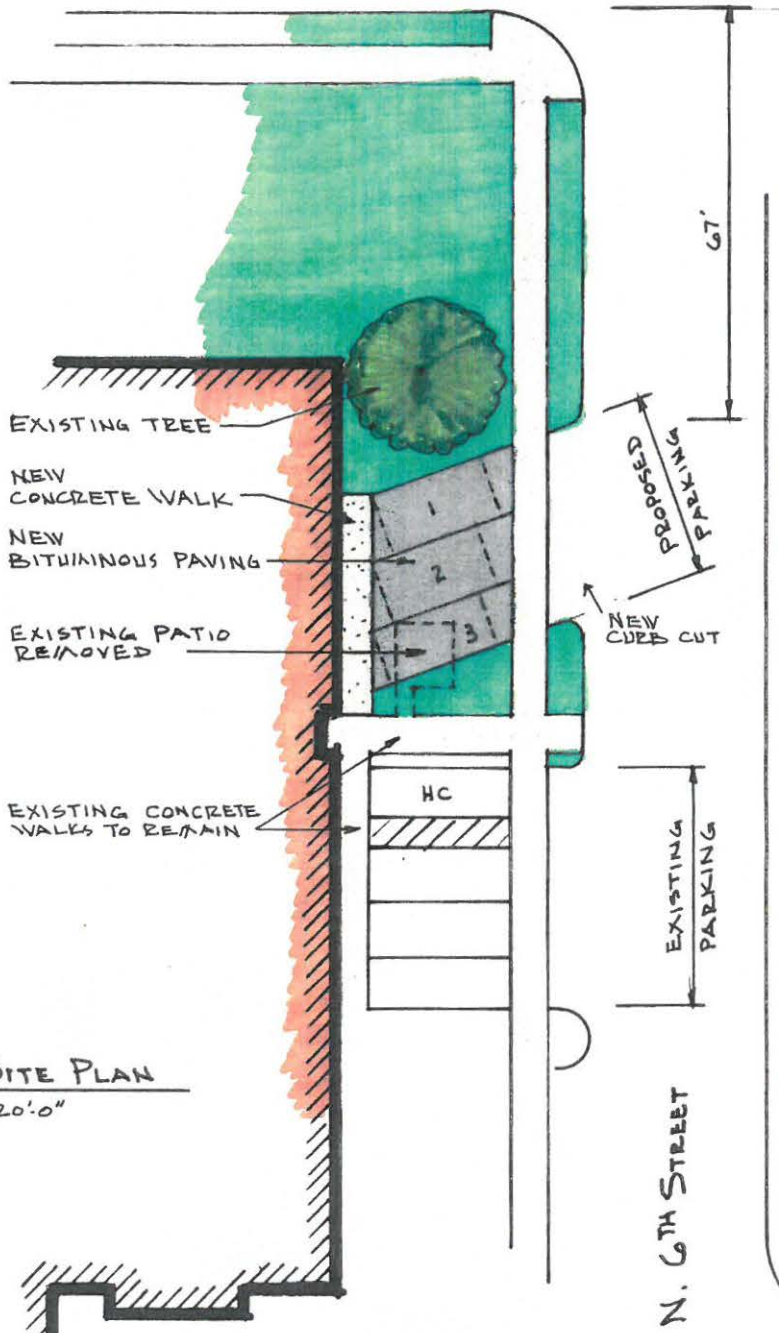 67'
EXISTING TREE
NEW
CONCRETE WALK
NEW
BITUMINOUS PAVING
EXISTING PATIO
REMOVED
1
2
3
PROPOSED
PARKING
NEW
CURB CUT
EXISTING CONCRETE
WALKS TO REMAIN
HC
EXISTING
PARKING
SITE PLAN
20'-0"
N. 6TH STREET